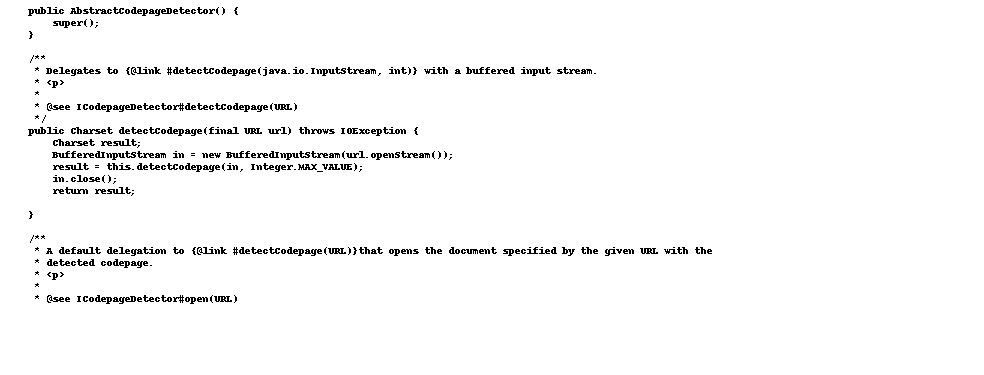 public AbstractCodepageDetector() {
    super();
}

/**
 * Delegates to {@link #detectCodepage(java.io.InputStream, int)} with a buffered input stream.
 * <p>
 *
 * @see ICodepageDetector#detectCodepage(URL)
 */
public Charset detectCodepage(final URL url) throws IOException {
    Charset result;
    BufferedInputStream in = new BufferedInputStream(url.openStream());
    result = this.detectCodepage(in, Integer.MAX_VALUE);
    in.close();
    return result;

}

/**
 * A default delegation to {@link #detectCodepage(URL)}that opens the document specified by the given URL with the
 * detected codepage.
 * <p>
 *
 * @see ICodepageDetector#open(URL)